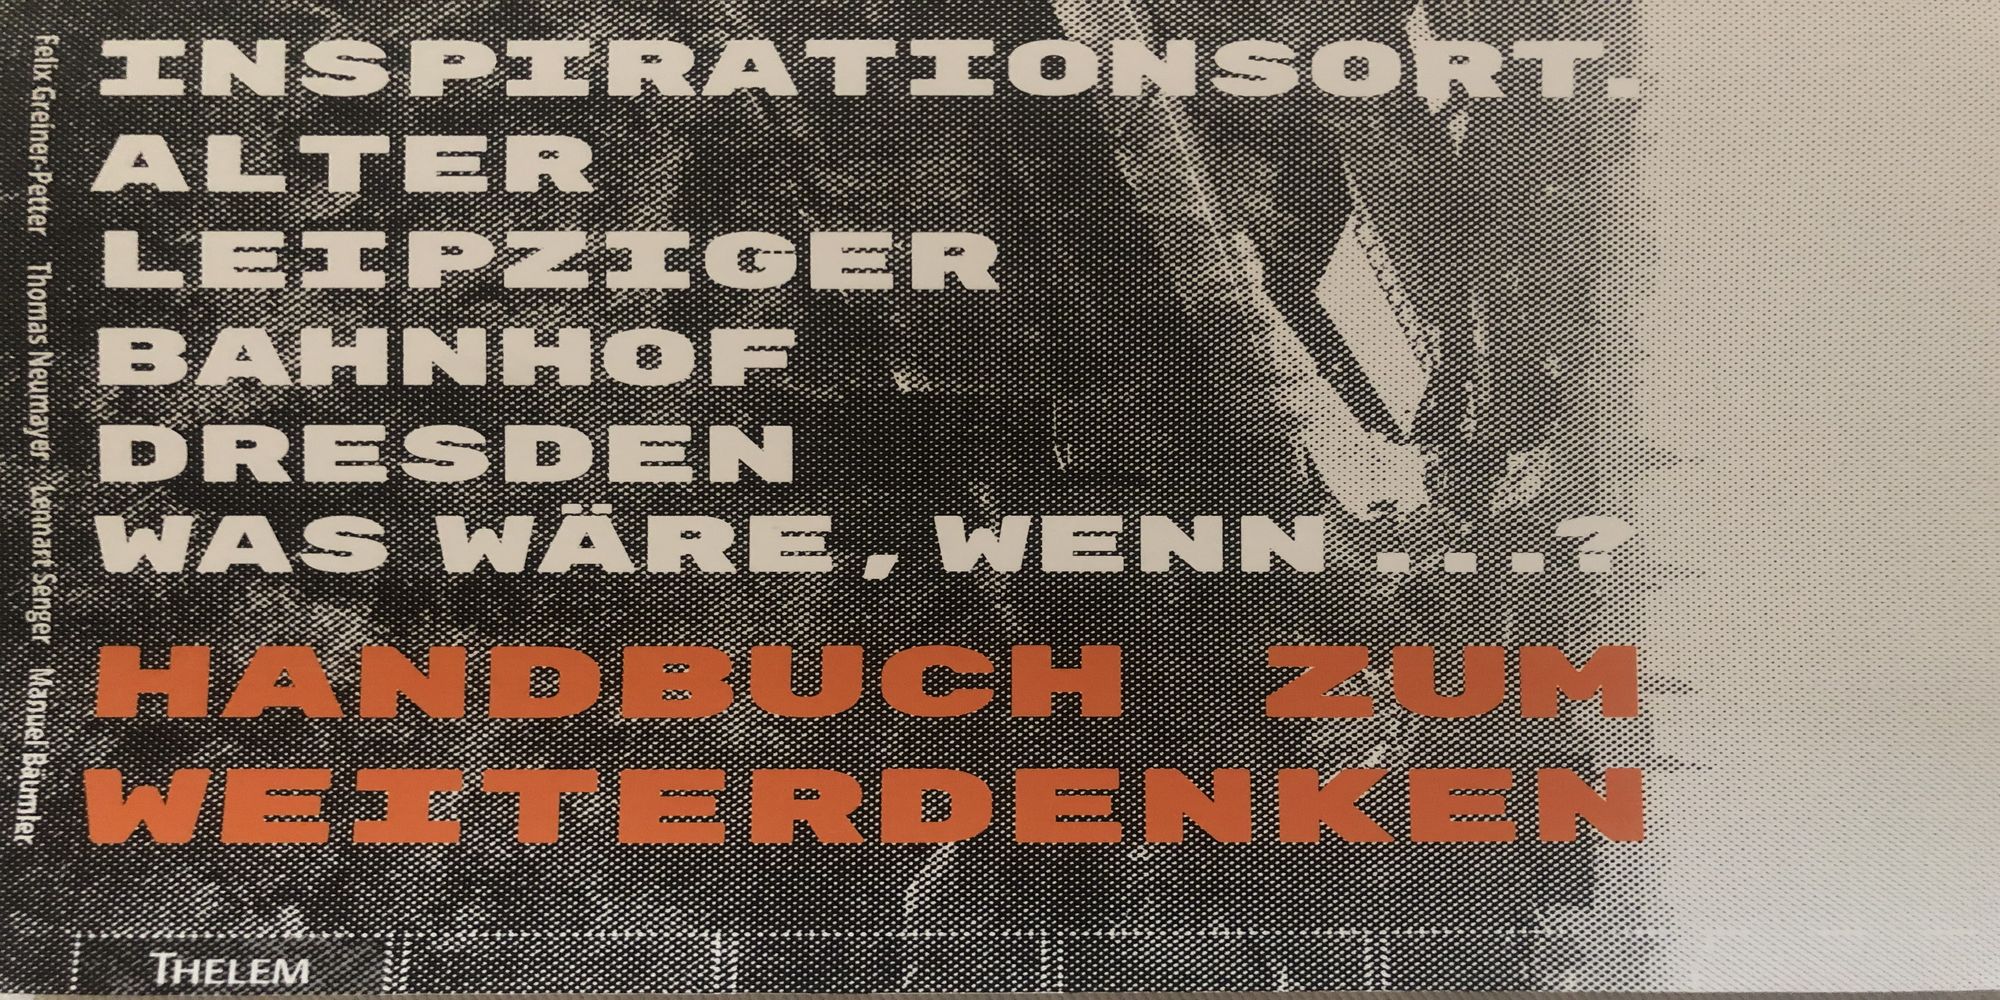 INSPIRATIONSORT.
ALTER
LEIPZIGER
BAHNHOF
DRESDEN
WAS WÄRE, WENN ...?
HANDBUCH ZUM
WEITERDENKEN
Felix Greiner-Petter Thomas Neumayer Lennart Senger Manuel Bäumler
THELEM